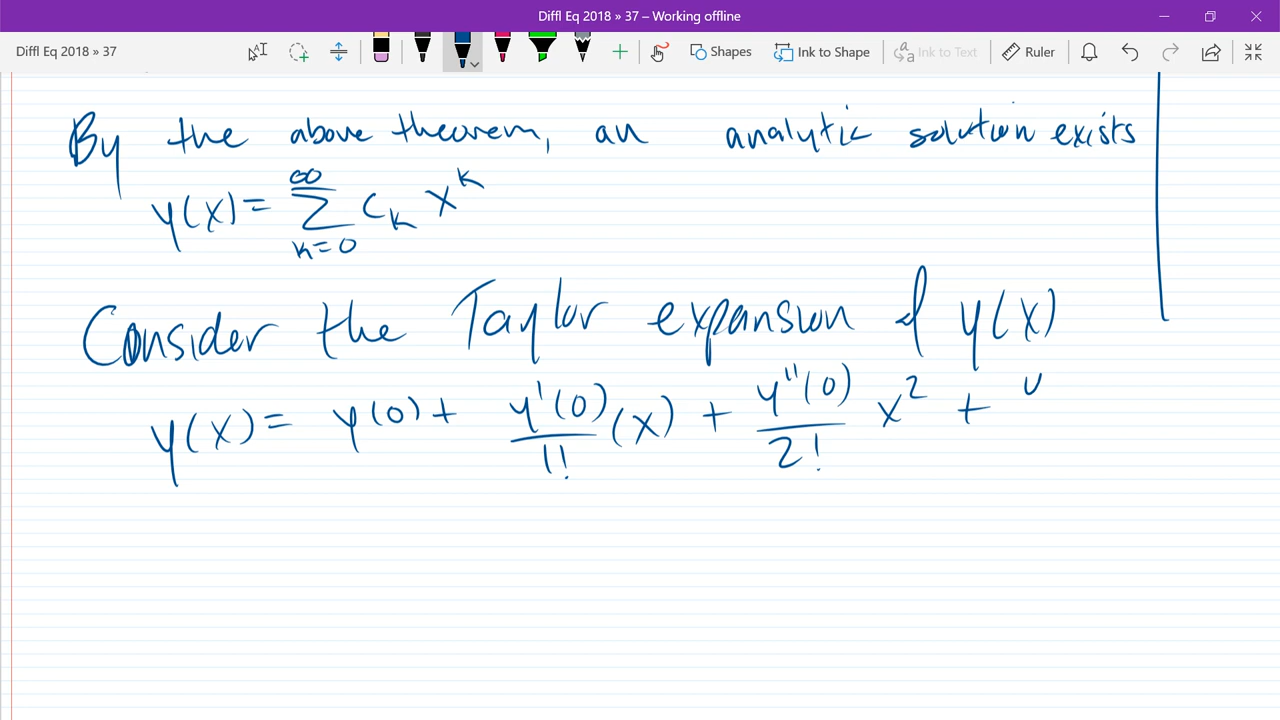 Diffl Eq 2018 » 37 – Working offline
Diffl Eq 2018 » 37
Shapes
Ink to Shape
Ink to Text
Ruler
By the above theorem, an analytic solution exists
y(x) = ∑_{k=0}^{∞} c_k x^k
Consider the Taylor expansion of y(x)
y(x) = y(0) + y'(0)/1! (x) + y''(0)/2! x² +